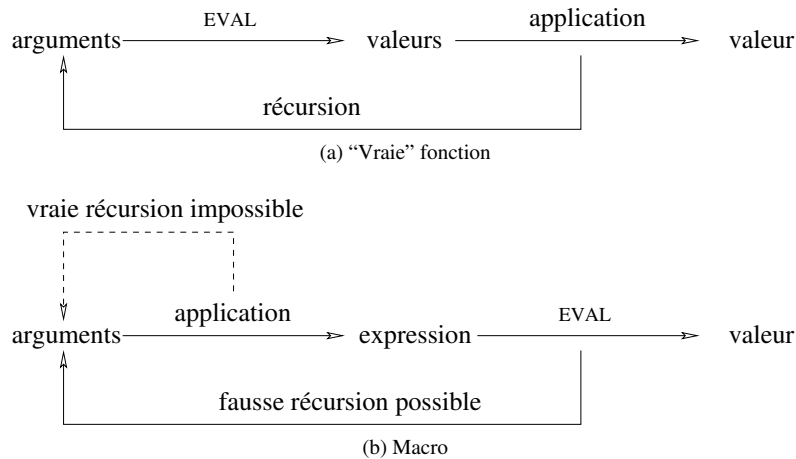 EVAL application
arguments valeurs valeur
récursion
(a) “Vraie” fonction
vraie récursion impossible
application EVAL
arguments expression valeur
fausse récursion possible
(b) Macro